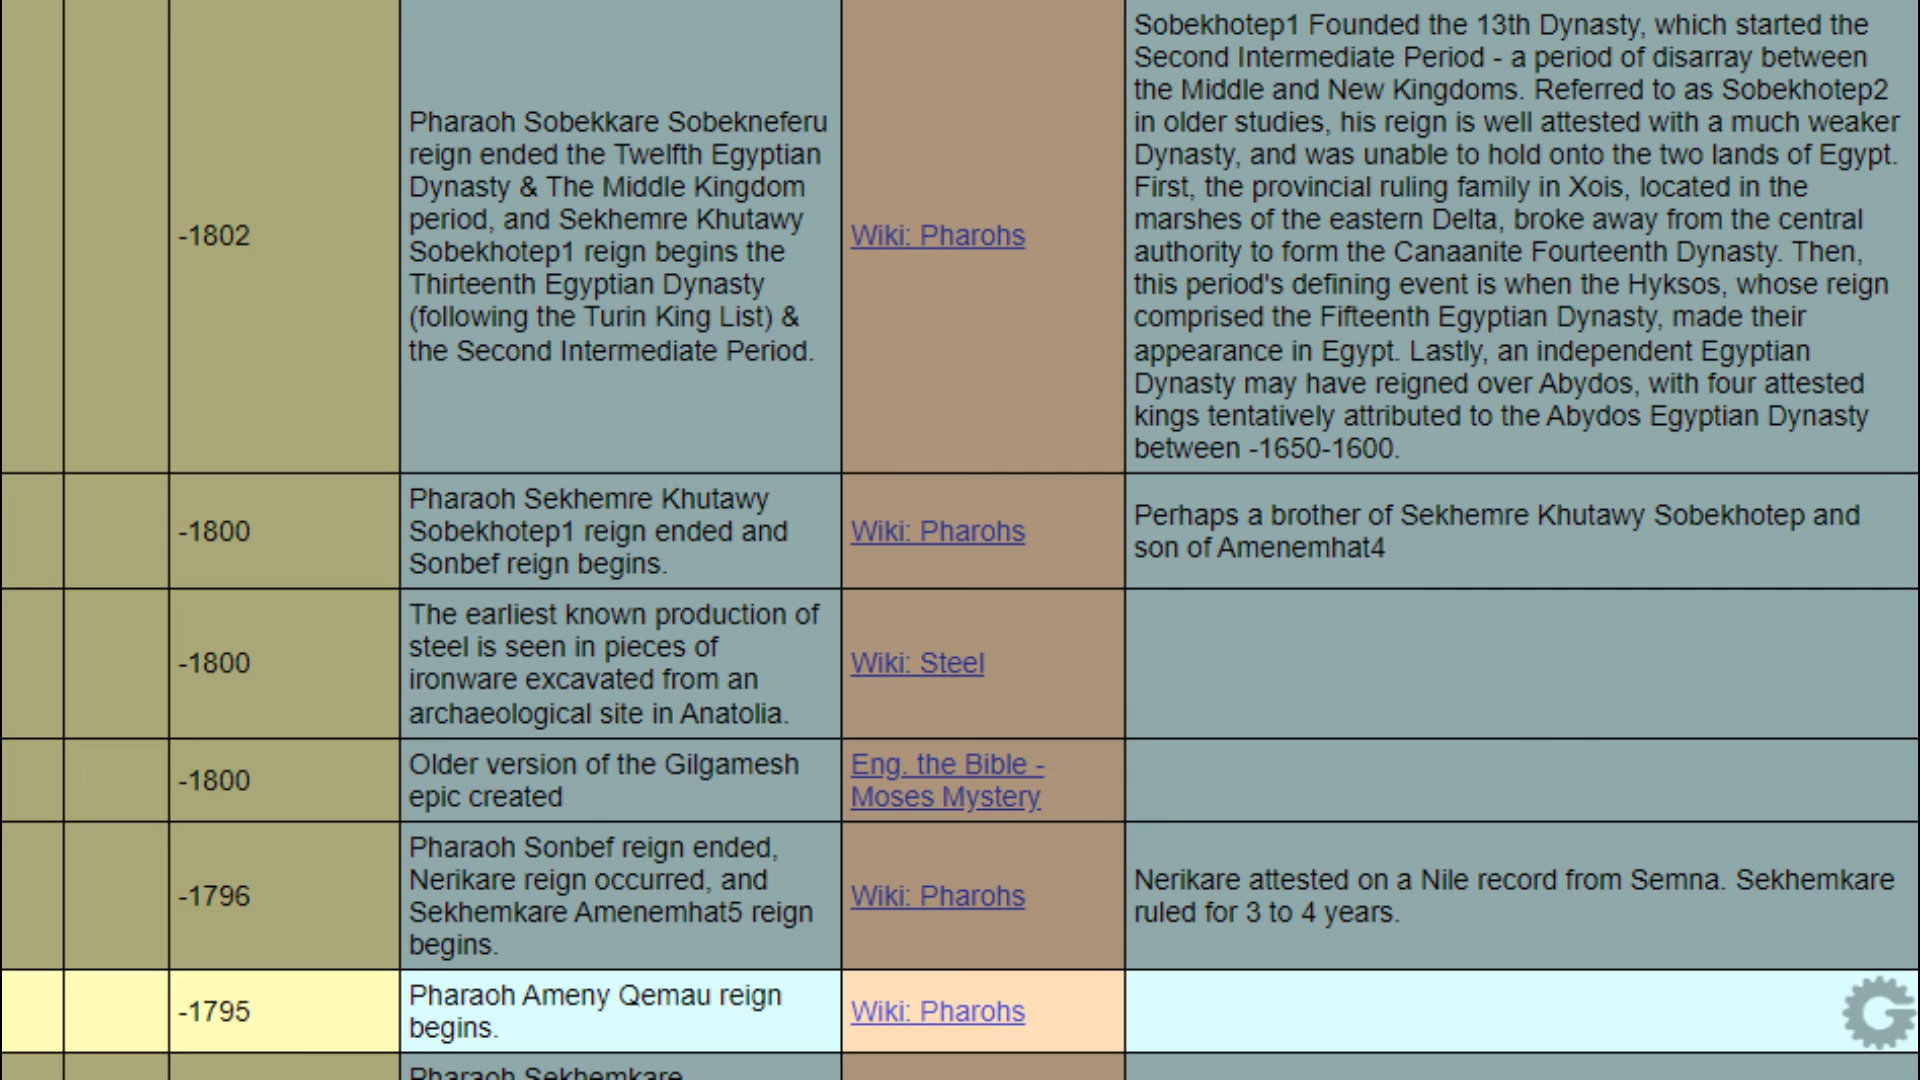 -1802
Pharaoh Sobekkare Sobekneferu
reign ended the Twelfth Egyptian
Dynasty & The Middle Kingdom
period, and Sekhemre Khutawy
Sobekhotep1 reign begins the
Thirteenth Egyptian Dynasty
(following the Turin King List) &
the Second Intermediate Period.
Wiki: Pharohs
Sobekhotep1 Founded the 13th Dynasty, which started the
Second Intermediate Period - a period of disarray between
the Middle and New Kingdoms. Referred to as Sobekhotep2
in older studies, his reign is well attested with a much weaker
Dynasty, and was unable to hold onto the two lands of Egypt.
First, the provincial ruling family in Xois, located in the
marshes of the eastern Delta, broke away from the central
authority to form the Canaanite Fourteenth Dynasty. Then,
this period's defining event is when the Hyksos, whose reign
comprised the Fifteenth Egyptian Dynasty, made their
appearance in Egypt. Lastly, an independent Egyptian
Dynasty may have reigned over Abydos, with four attested
kings tentatively attributed to the Abydos Egyptian Dynasty
between -1650-1600.
-1800
Pharaoh Sekhemre Khutawy
Sobekhotep1 reign ended and
Sonbef reign begins.
Wiki: Pharohs
Perhaps a brother of Sekhemre Khutawy Sobekhotep and
son of Amenemhat4
-1800
The earliest known production of
steel is seen in pieces of
ironware excavated from an
archaeological site in Anatolia.
Wiki: Steel
-1800
Older version of the Gilgamesh
epic created
Eng. the Bible -
Moses Mystery
-1796
Pharaoh Sonbef reign ended,
Nerikare reign occurred, and
Sekhemkare Amenemhat5 reign
begins.
Wiki: Pharohs
Nerikare attested on a Nile record from Semna. Sekhemkare
ruled for 3 to 4 years.
-1795
Pharaoh Ameny Qemau reign
begins.
Wiki: Pharohs
G
Pharaoh Sekhemkare